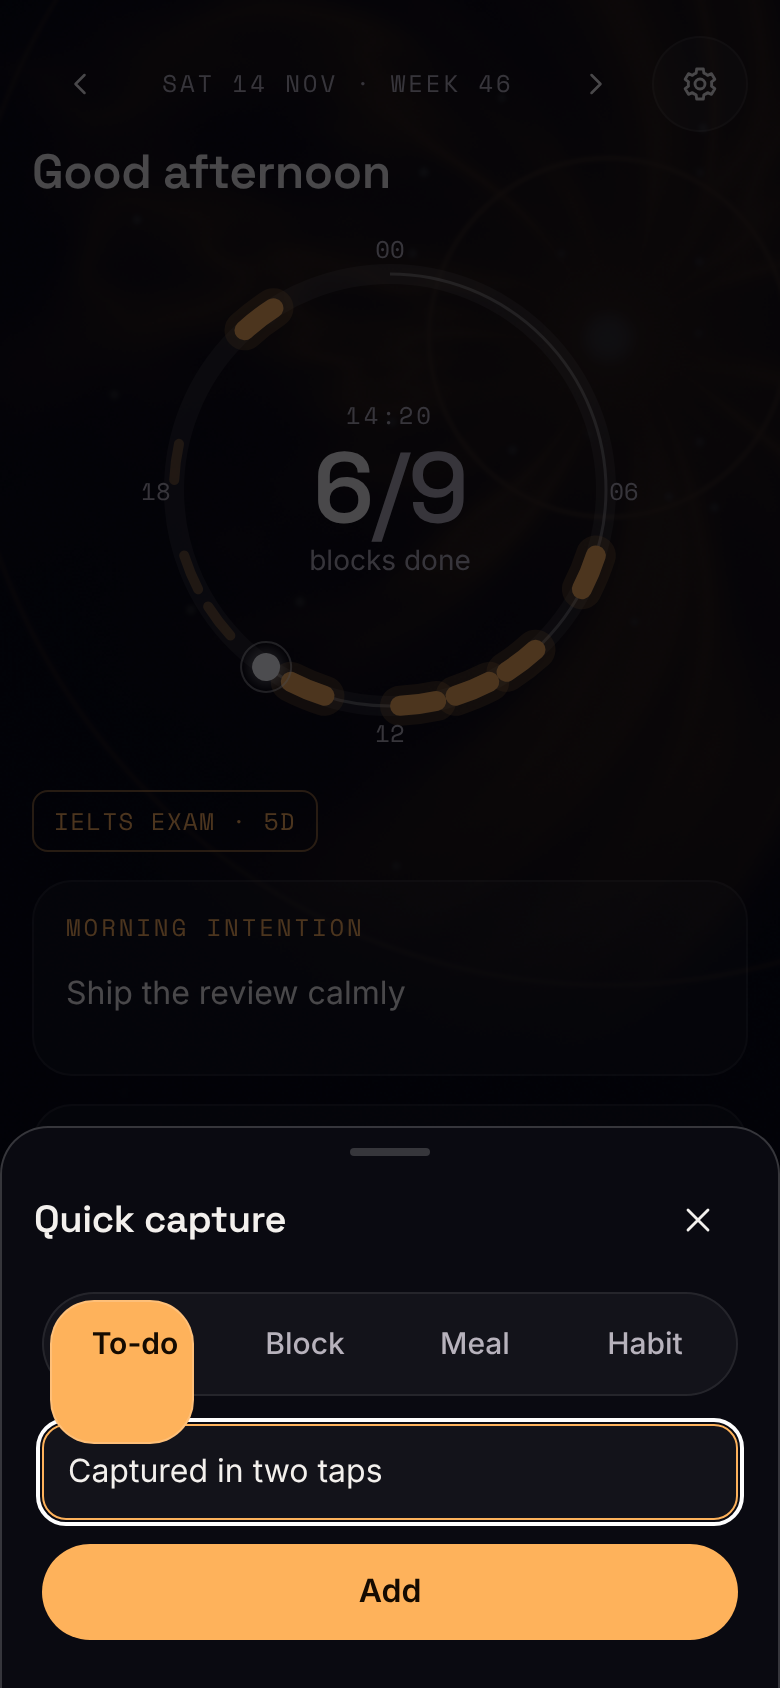 SAT 14 NOV · WEEK 46
Good afternoon
00
14:20
6/9
blocks done
18
06
12
IELTS EXAM · 5D
MORNING INTENTION
Ship the review calmly
Quick capture
To-do Block Meal Habit
Captured in two taps
Add